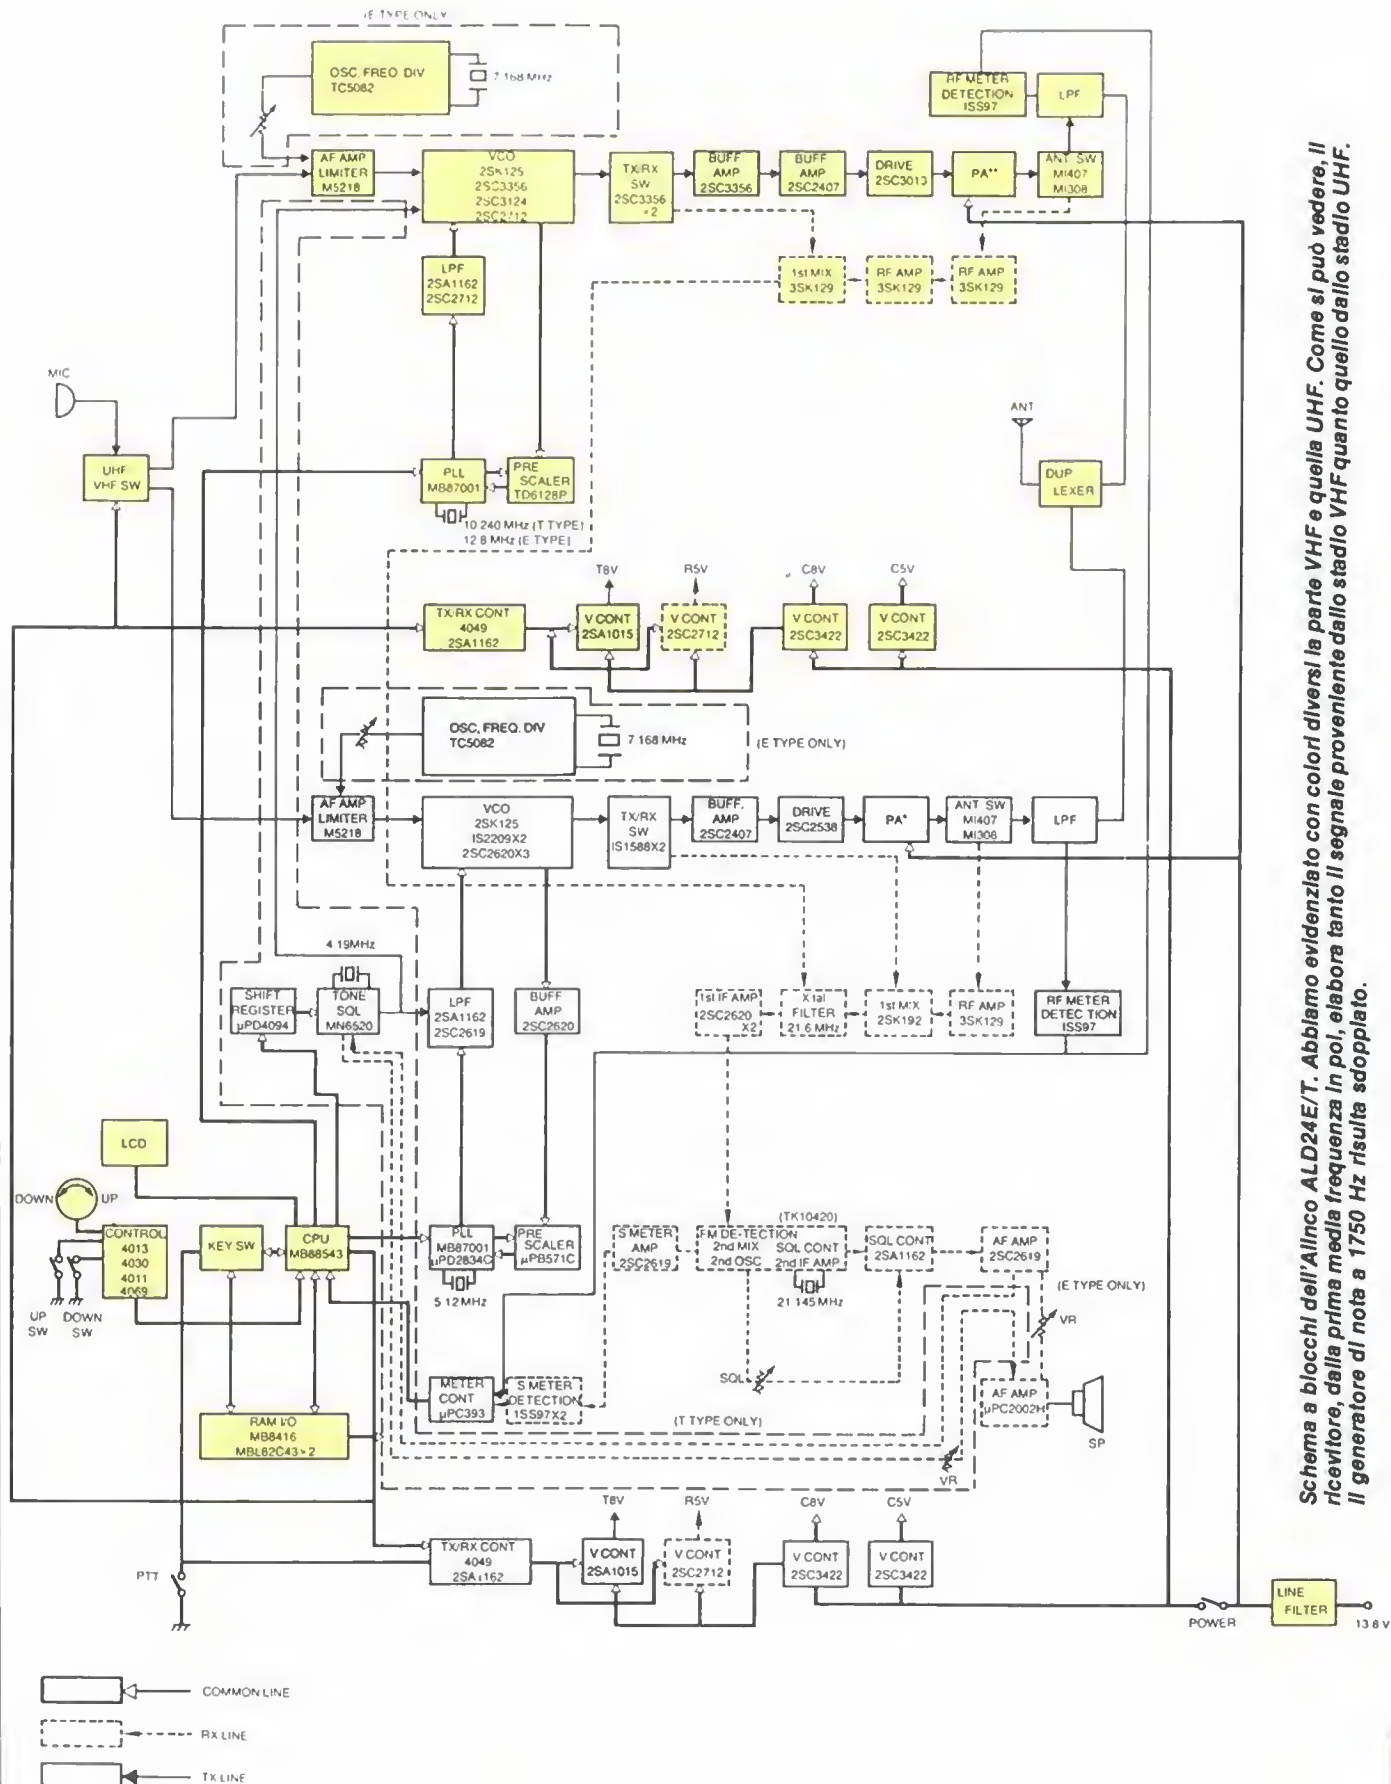 (E TYPE ONLY)
OSC, FREQ. DIV
TC5082
7.168 MHz
RF METER
DETECTION
ISS97
LPF
AF AMP
LIMITER
M5218
VCO
2SK125
2SC3356
2SC3124
2SC2712
TX/RX
SW
2SC3356
×2
BUFF
AMP
2SC3356
BUFF
AMP
2SC2407
DRIVE
2SC3013
PA**
ANT SW
MI407
MI308
LPF
2SA1162
2SC2712
1st MIX
3SK129
RF AMP
3SK129
RF AMP
3SK129
MIC
ANT
UHF
VHF SW
PLL
MB87001
PRE
SCALER
TD6128P
DUP
LEXER
10.240 MHz (T TYPE)
12.8 MHz (E TYPE)
T8V
R5V
C8V
C5V
TX/RX CONT
4049
2SA1162
V CONT
2SA1015
V CONT
2SC2712
V CONT
2SC3422
V CONT
2SC3422
OSC, FREQ. DIV
TC5082
7.168 MHz
(E TYPE ONLY)
AF AMP
LIMITER
M5218
VCO
2SK125
IS2209X2
2SC2620X3
TX/RX
SW
IS1588X2
BUFF.
AMP
2SC2407
DRIVE
2SC2538
PA*
ANT SW
MI407
MI308
LPF
4.19MHz
SHIFT
REGISTER
µPD4094
TONE
SQL
MN6520
LPF
2SA1162
2SC2619
BUFF
AMP
2SC2620
1st IF AMP
2SC2620
X2
X'tal
FILTER
21.6 MHz
1st MIX
2SK192
RF AMP
3SK129
RF METER
DETECTION
ISS97
LCD
DOWN
UP
CONTROL
4013
4030
4011
4069
KEY SW
CPU
MB88543
PLL
MB87001
µPD2834C
PRE
SCALER
µPB571C
S METER
AMP
2SC2619
(TK10420)
FM DE-TECTION
2nd MIX
SQL CONT
2nd OSC
2nd IF AMP
SQL CONT
2SA1162
AF AMP
2SC2619
5.12 MHz
21.145 MHz
(E TYPE ONLY)
UP
SW
DOWN
SW
VR
SQL
METER
CONT
µPC393
S METER
DETECTION
1SS97X2
(T TYPE ONLY)
AF AMP
µPC2002H
SP
RAM I/O
MB8416
MBL82C43×2
VR
T8V
R5V
C8V
C5V
TX/RX CONT
4049
2SA1162
V CONT
2SA1015
V CONT
2SC2712
V CONT
2SC3422
V CONT
2SC3422
PTT
POWER
LINE
FILTER
13.8 V
COMMON LINE
RX LINE
TX LINE
Schema a blocchi dell'Alinco ALD24E/T. Abbiamo evidenziato con colori diversi la parte VHF e quella UHF. Come si può vedere, il
ricevitore, dalla prima media frequenza in poi, elabora tanto il segnale proveniente dallo stadio VHF quanto quello dallo stadio UHF.
Il generatore di nota a 1750 Hz risulta sdoppiato.